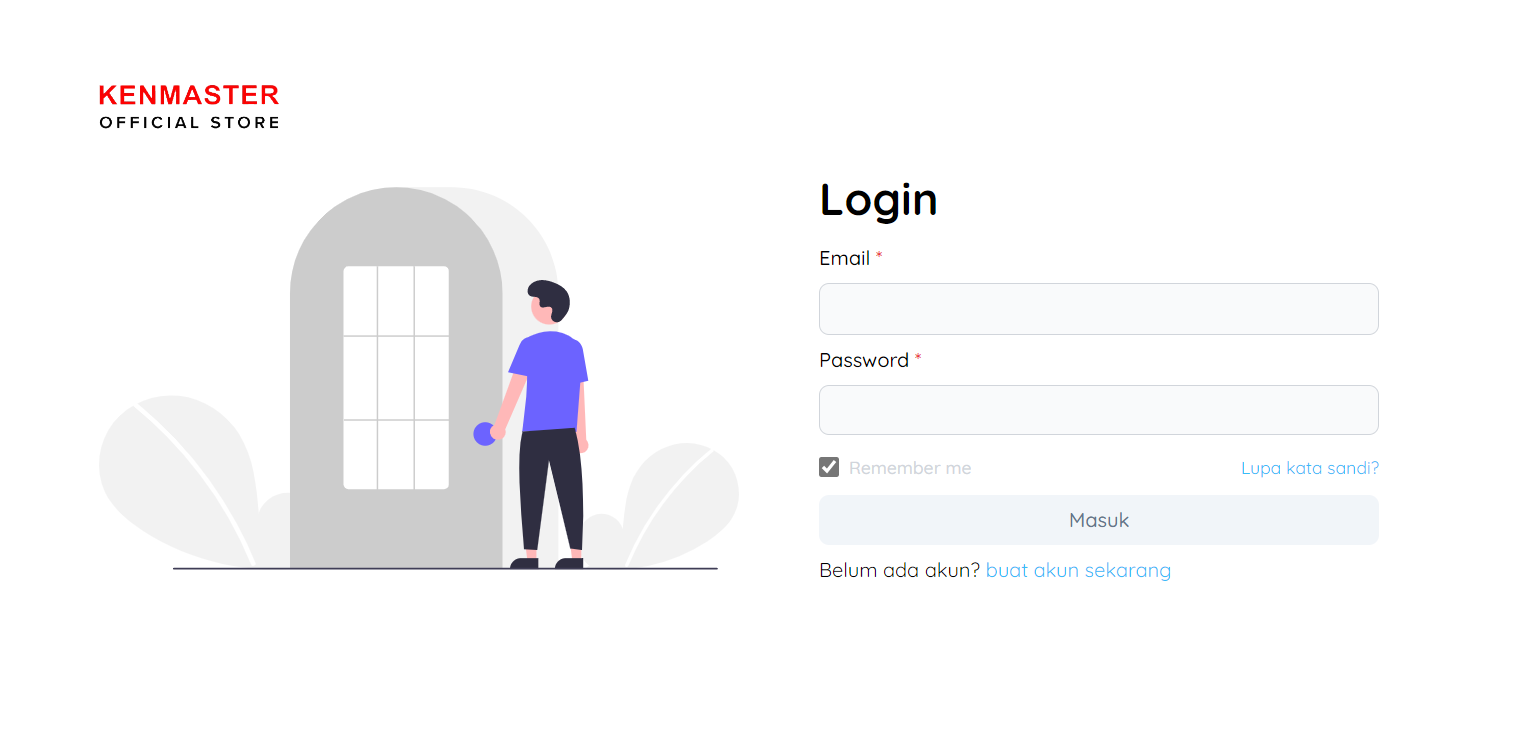 KENMASTER
OFFICIAL STORE
Login
Email *
Password *
Remember me
Lupa kata sandi?
Masuk
Belum ada akun? buat akun sekarang